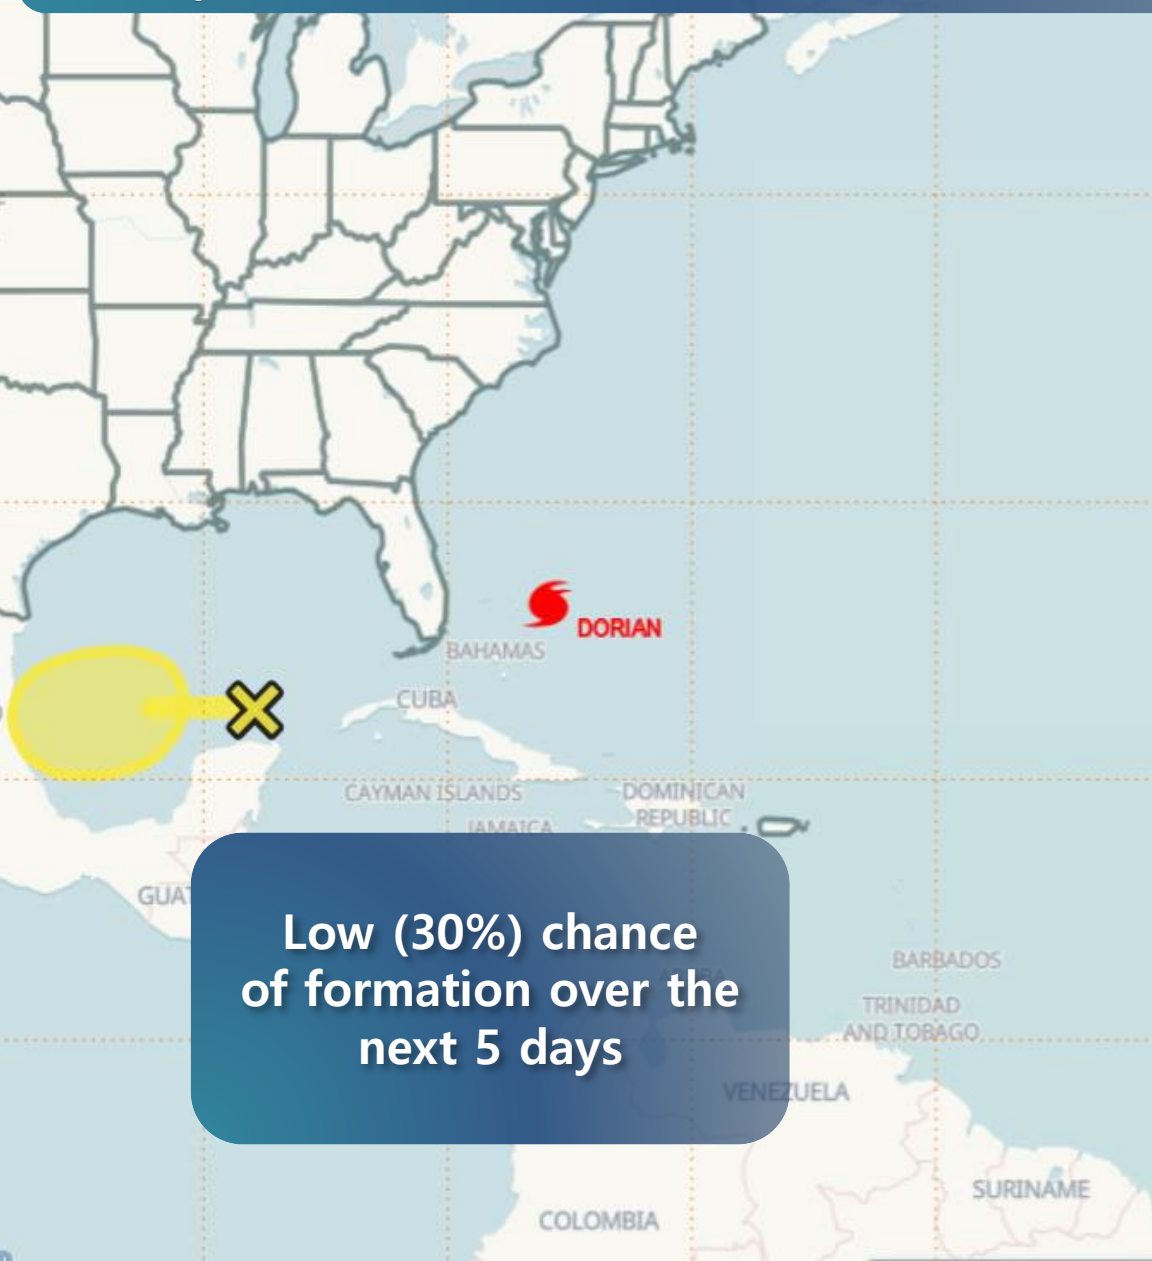 DORIAN
BAHAMAS
CUBA
CAYMAN ISLANDS
DOMINICAN
REPUBLIC
JAMAICA
Low (30%) chance
of formation over the
next 5 days
BARBADOS
TRINIDAD
AND TOBAGO
VENEZUELA
SURINAME
COLOMBIA